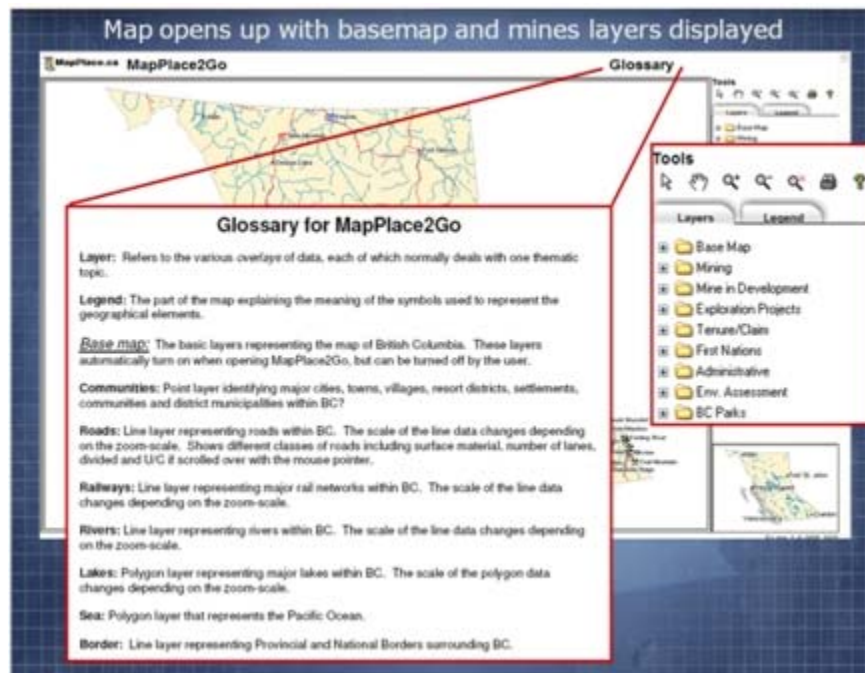 Map opens up with basemap and mines layers displayed
MapPlace.ca MapPlace2Go
Glossary
Tools
Layers Legend
Base Map
Mining
Tools
Layers Legend
Base Map
Mining
Mine in Development
Exploration Projects
Tenure/Claim
First Nations
Administrative
Env. Assessment
BC Parks
Glossary for MapPlace2Go
Layer: Refers to the various overlays of data, each of which normally deals with one thematic
topic.
Legend: The part of the map explaining the meaning of the symbols used to represent the
geographical elements.
Base map: The basic layers representing the map of British Columbia. These layers
automatically turn on when opening MapPlace2Go, but can be turned off by the user.
Communities: Point layer identifying major cities, towns, villages, resort districts, settlements,
communities and district municipalities within BC?
Roads: Line layer representing roads within BC. The scale of the line data changes depending
on the zoom-scale. Shows different classes of roads including surface material, number of lanes,
divided and U/C if scrolled over with the mouse pointer.
Railways: Line layer representing major rail networks within BC. The scale of the line data
changes depending on the zoom-scale.
Rivers: Line layer representing rivers within BC. The scale of the line data changes depending
on the zoom-scale.
Lakes: Polygon layer representing major lakes within BC. The scale of the polygon data
changes depending on the zoom-scale.
Sea: Polygon layer that represents the Pacific Ocean.
Border: Line layer representing Provincial and National Borders surrounding BC.